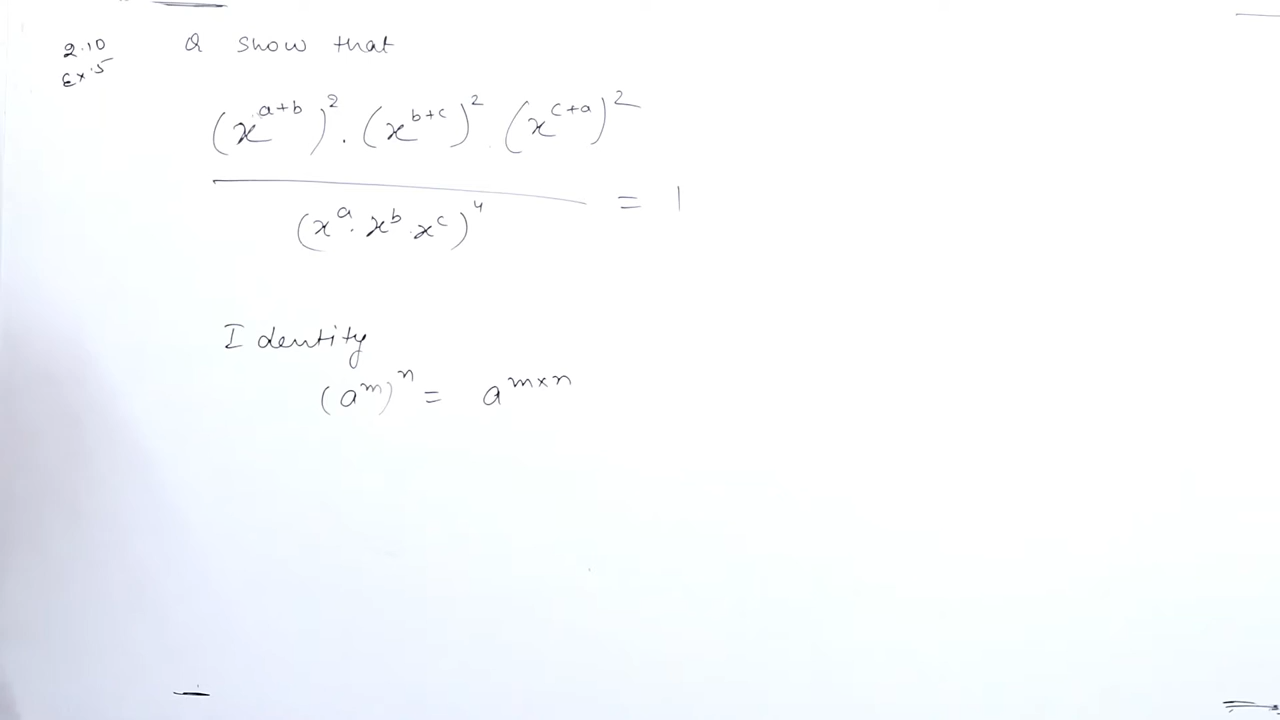 2.10
Ex.5
Q show that
(x^{a+b})^2 . (x^{b+c})^2 . (x^{c+a})^2
(x^a . x^b . x^c)^4 = 1
Identity
(a^m)^n = a^{m×n}